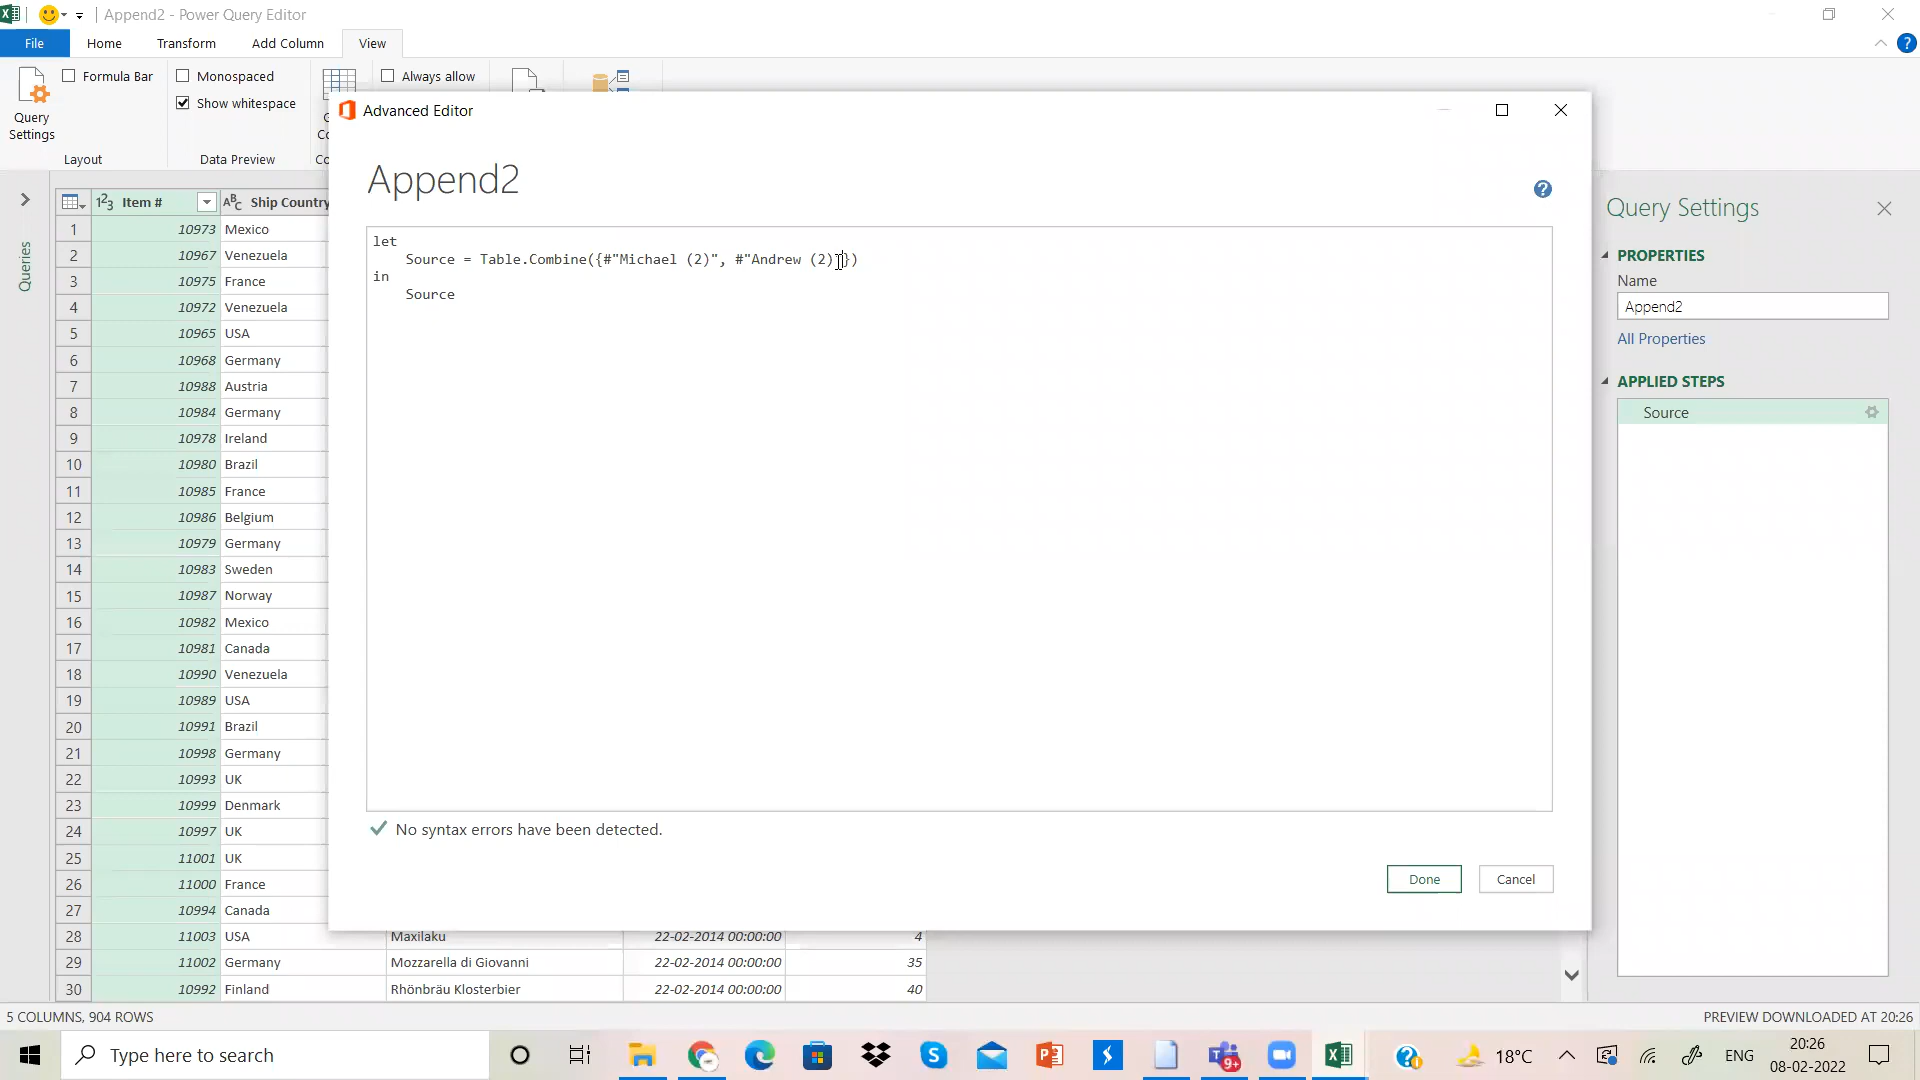 Append2 - Power Query Editor
File Home Transform Add Column View
Formula Bar
Monospaced
Always allow
Show whitespace
Query
Settings
Layout
Data Preview
Advanced Editor
Append2
let
Source = Table.Combine({#"Michael (2)", #"Andrew (2)"})
in
Source
No syntax errors have been detected.
Done Cancel
Queries
Item # Ship Country
1 10973 Mexico
2 10967 Venezuela
3 10975 France
4 10972 Venezuela
5 10965 USA
6 10968 Germany
7 10988 Austria
8 10984 Germany
9 10978 Ireland
10 10980 Brazil
11 10985 France
12 10986 Belgium
13 10979 Germany
14 10983 Sweden
15 10987 Norway
16 10982 Mexico
17 10981 Canada
18 10990 Venezuela
19 10989 USA
20 10991 Brazil
21 10998 Germany
22 10993 UK
23 10999 Denmark
24 10997 UK
25 11001 UK
26 11000 France
27 10994 Canada
28 11003 USA Maxilaku 22-02-2014 00:00:00 4
29 11002 Germany Mozzarella di Giovanni 22-02-2014 00:00:00 35
30 10992 Finland Rhönbräu Klosterbier 22-02-2014 00:00:00 40
Query Settings
PROPERTIES
Name
Append2
All Properties
APPLIED STEPS
Source
5 COLUMNS, 904 ROWS
PREVIEW DOWNLOADED AT 20:26
Type here to search
9+
18°C
ENG
20:26
08-02-2022